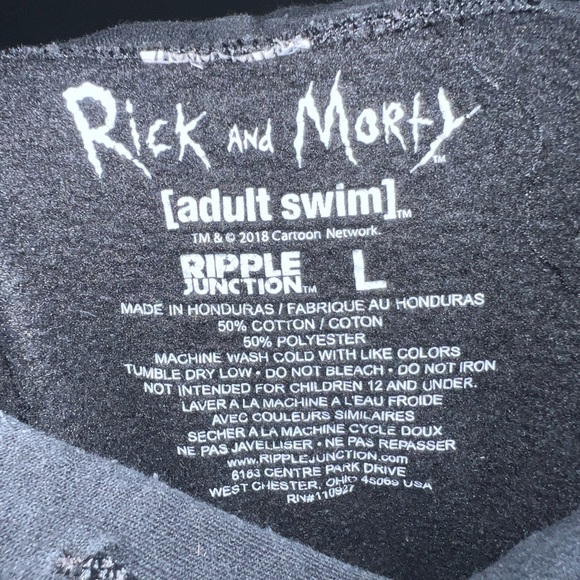 Rick and Morty™
[adult swim]™
TM & © 2018 Cartoon Network.
RIPPLE JUNCTION™ L
MADE IN HONDURAS / FABRIQUE AU HONDURAS
50% COTTON / COTON
50% POLYESTER
MACHINE WASH COLD WITH LIKE COLORS
TUMBLE DRY LOW • DO NOT BLEACH • DO NOT IRON
NOT INTENDED FOR CHILDREN 12 AND UNDER.
LAVER A LA MACHINE A L'EAU FROIDE
AVEC COULEURS SIMILAIRES
SECHER A LA MACHINE CYCLE DOUX
NE PAS JAVELLISER • NE PAS REPASSER
www.RIPPLEJUNCTION.com
6183 CENTRE PARK DRIVE
WEST CHESTER, OHIO 45069 USA
RN#110927